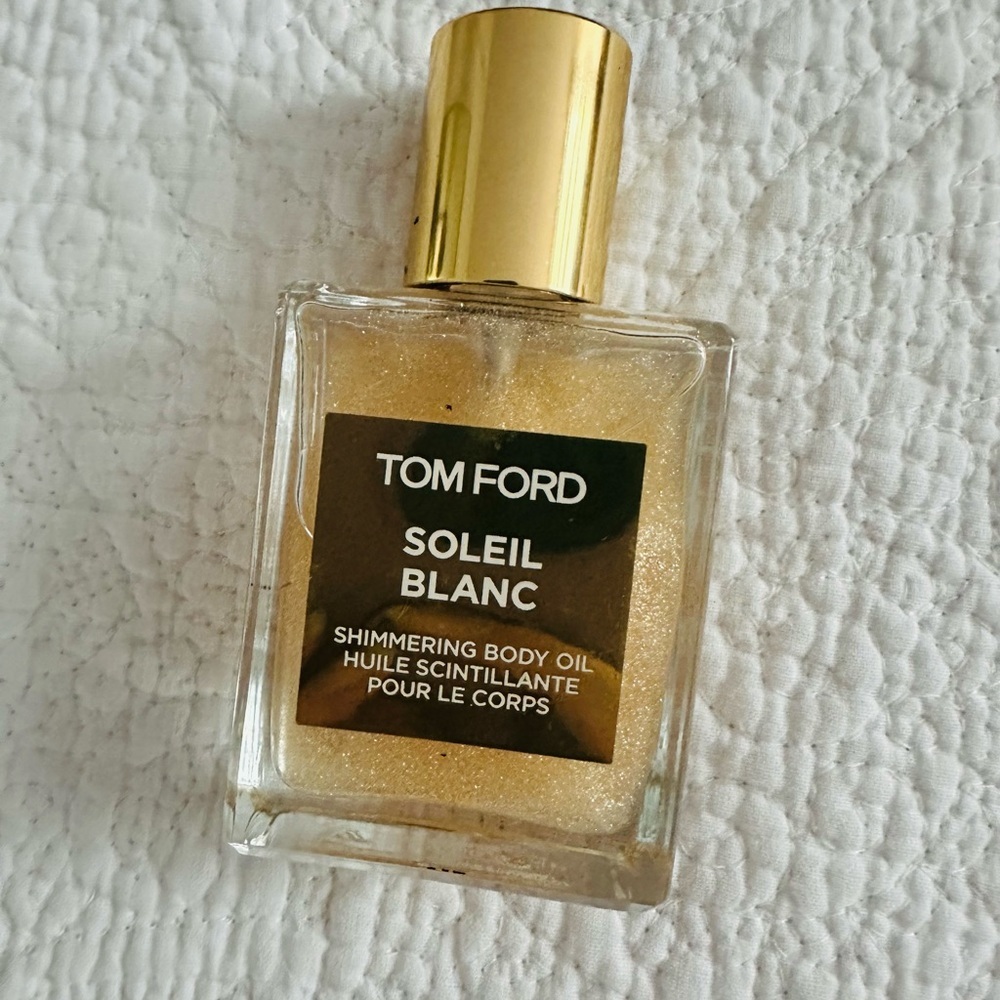 TOM FORD
SOLEIL
BLANC
SHIMMERING BODY OIL
HUILE SCINTILLANTE
POUR LE CORPS